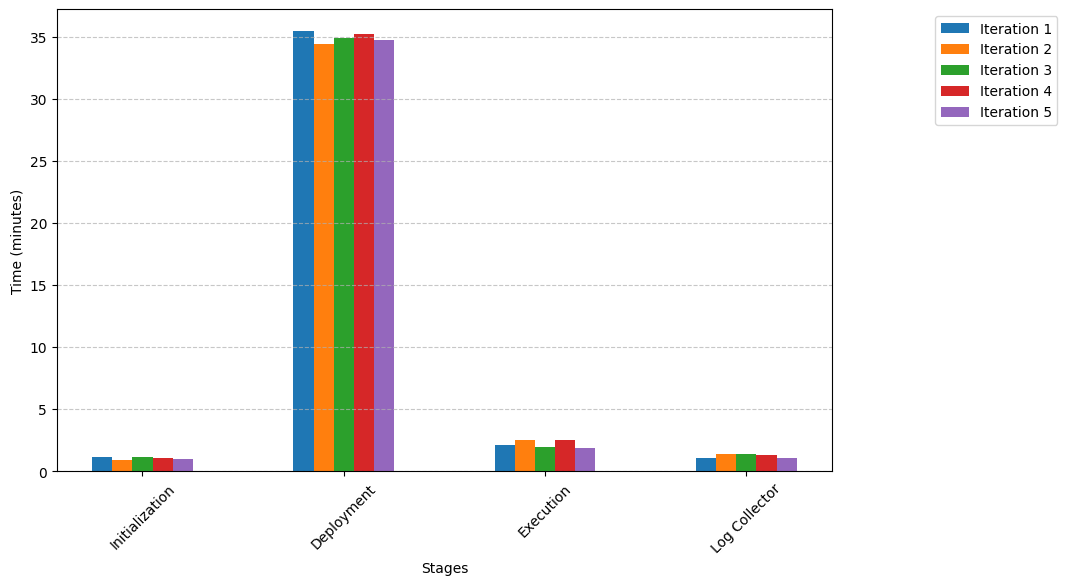 Iteration 1
Iteration 2
Iteration 3
Iteration 4
Iteration 5
Time (minutes)
35
30
25
20
15
10
5
0
Initialization
Deployment
Execution
Log Collector
Stages